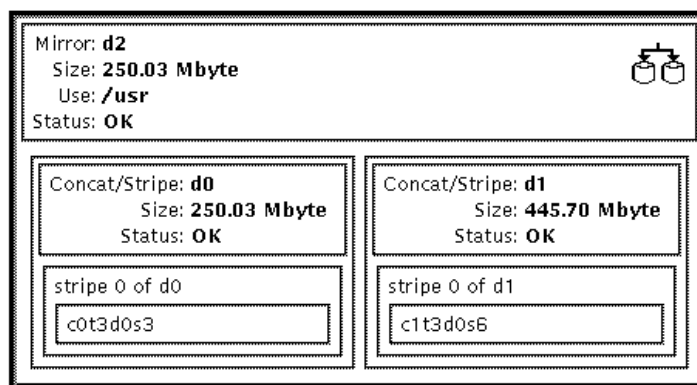 Mirror: d2
Size: 250.03 Mbyte
Use: /usr
Status: OK
Concat/Stripe: d0
Size: 250.03 Mbyte
Status: OK
stripe 0 of d0
c0t3d0s3
Concat/Stripe: d1
Size: 445.70 Mbyte
Status: OK
stripe 0 of d1
c1t3d0s6